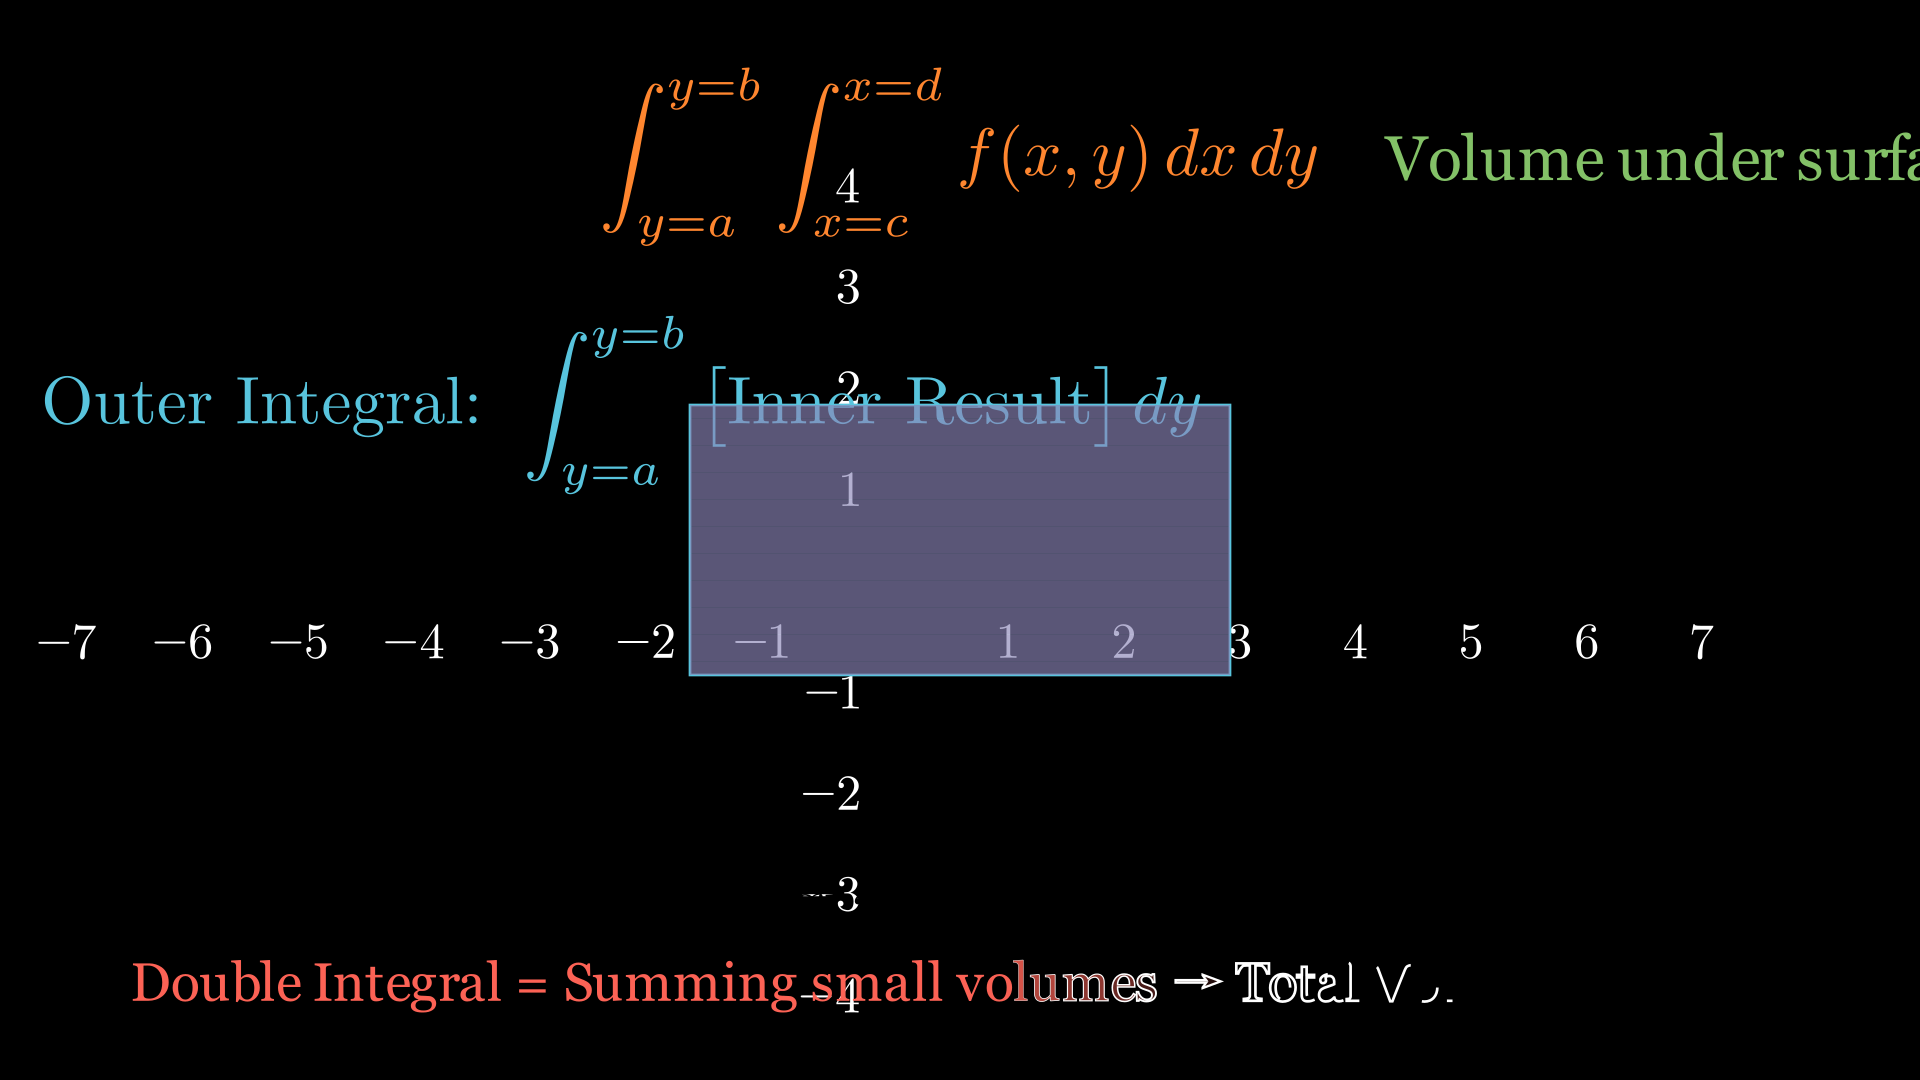 ∫_{y=a}^{y=b} ∫_{x=c}^{x=d} f(x, y) dx dy Volume under
4
3
Outer Integral: ∫_{y=a}^{y=b} [Inner Result] dy
2
1
−7 −6 −5 −4 −3 −2 −1 1 2 3 4 5 6 7
−1
−2
−3
Double Integral = Summing small volumes → Total
−4